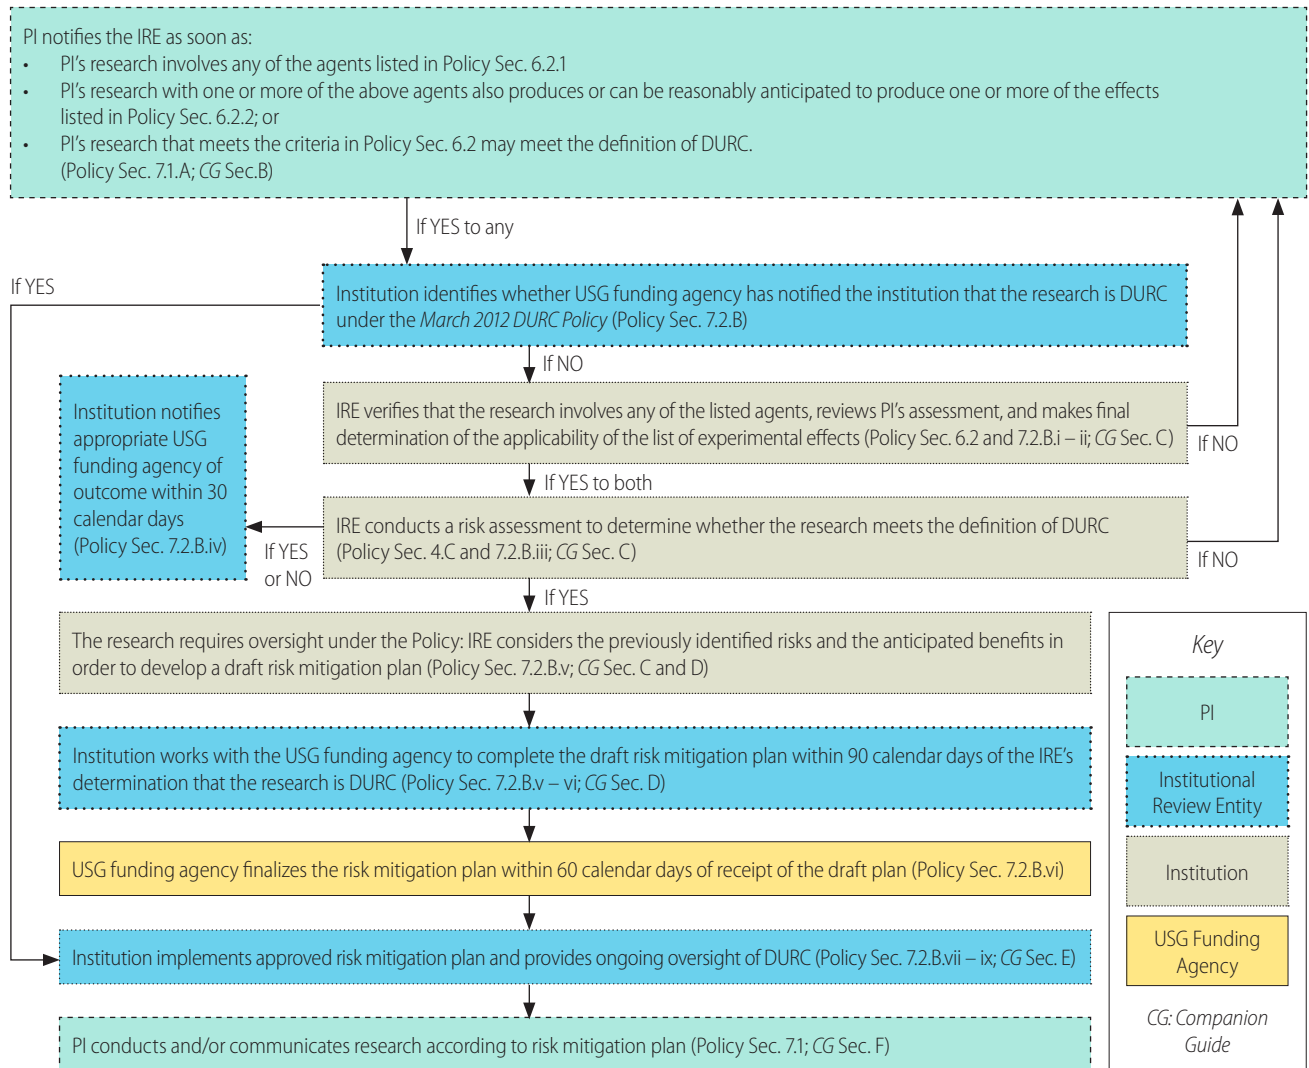 PI notifies the IRE as soon as:
• PI's research involves any of the agents listed in Policy Sec. 6.2.1
• PI's research with one or more of the above agents also produces or can be reasonably anticipated to produce one or more of the effects
listed in Policy Sec. 6.2.2; or
• PI's research that meets the criteria in Policy Sec. 6.2 may meet the definition of DURC.
(Policy Sec. 7.1.A; CG Sec.B)
If YES to any
If YES
Institution identifies whether USG funding agency has notified the institution that the research is DURC
under the March 2012 DURC Policy (Policy Sec. 7.2.B)
If NO
IRE verifies that the research involves any of the listed agents, reviews PI's assessment, and makes final
determination of the applicability of the list of experimental effects (Policy Sec. 6.2 and 7.2.B.i – ii; CG Sec. C)
If NO
If YES to both
Institution notifies
appropriate USG
funding agency of
outcome within 30
calendar days
(Policy Sec. 7.2.B.iv)
If YES
or NO
IRE conducts a risk assessment to determine whether the research meets the definition of DURC
(Policy Sec. 4.C and 7.2.B.iii; CG Sec. C)
If NO
If YES
The research requires oversight under the Policy: IRE considers the previously identified risks and the anticipated benefits in
order to develop a draft risk mitigation plan (Policy Sec. 7.2.B.v; CG Sec. C and D)
Institution works with the USG funding agency to complete the draft risk mitigation plan within 90 calendar days of the IRE's
determination that the research is DURC (Policy Sec. 7.2.B.v – vi; CG Sec. D)
USG funding agency finalizes the risk mitigation plan within 60 calendar days of receipt of the draft plan (Policy Sec. 7.2.B.vi)
Institution implements approved risk mitigation plan and provides ongoing oversight of DURC (Policy Sec. 7.2.B.vii – ix; CG Sec. E)
PI conducts and/or communicates research according to risk mitigation plan (Policy Sec. 7.1; CG Sec. F)
Key
PI
Institutional
Review Entity
Institution
USG Funding
Agency
CG: Companion
Guide